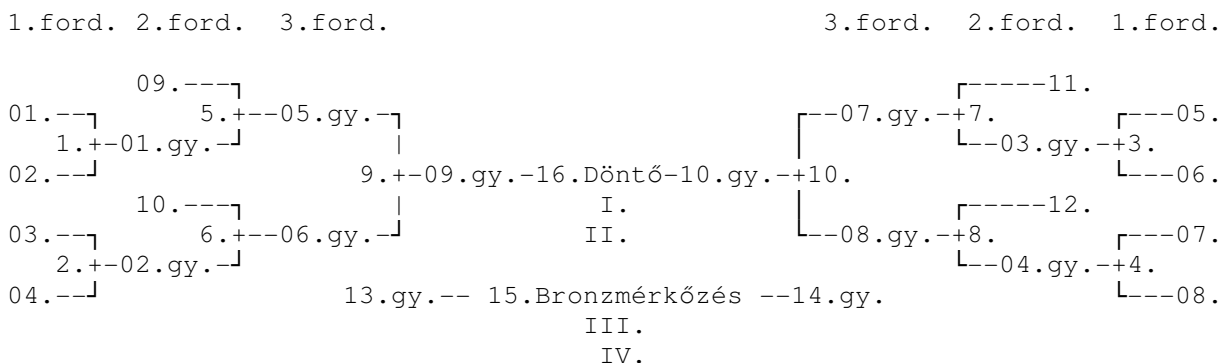 1.ford. 2.ford. 3.ford. 3.ford. 2.ford. 1.ford.
09.---┐ ┌-----11.
01.--┐ 5.+--05.gy.-┐ ┌--07.gy.-+7. ┌---05.
1.+-01.gy.-┘ | │ └--03.gy.-+3.
02.--┘ 9.+-09.gy.-16.Döntő-10.gy.-+10. └---06.
10.---┐ | I. │ ┌-----12.
03.--┐ 6.+--06.gy.-┘ II. └--08.gy.-+8. ┌---07.
2.+-02.gy.-┘ └--04.gy.-+4.
04.--┘ 13.gy.-- 15.Bronzmérkőzés --14.gy. └---08.
III.
IV.